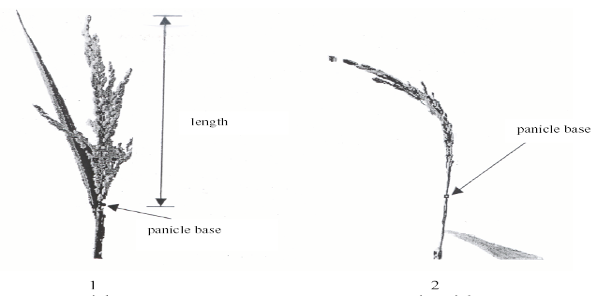 length
panicle base
panicle base
1
2